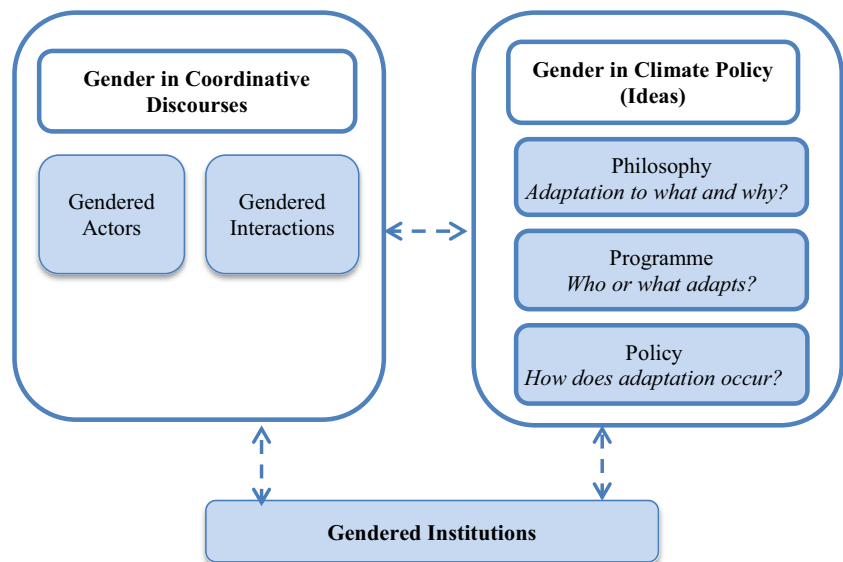 Gender in Coordinative
Discourses
Gendered
Actors
Gendered
Interactions
Gender in Climate Policy
(Ideas)
Philosophy
Adaptation to what and why?
Programme
Who or what adapts?
Policy
How does adaptation occur?
Gendered Institutions